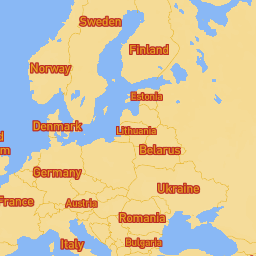 Sweden
Finland
Norway
Estonia
Denmark
Lithuania
d
m
Belarus
Germany
Ukraine
France
Austria
Romania
Italy
Bulgaria